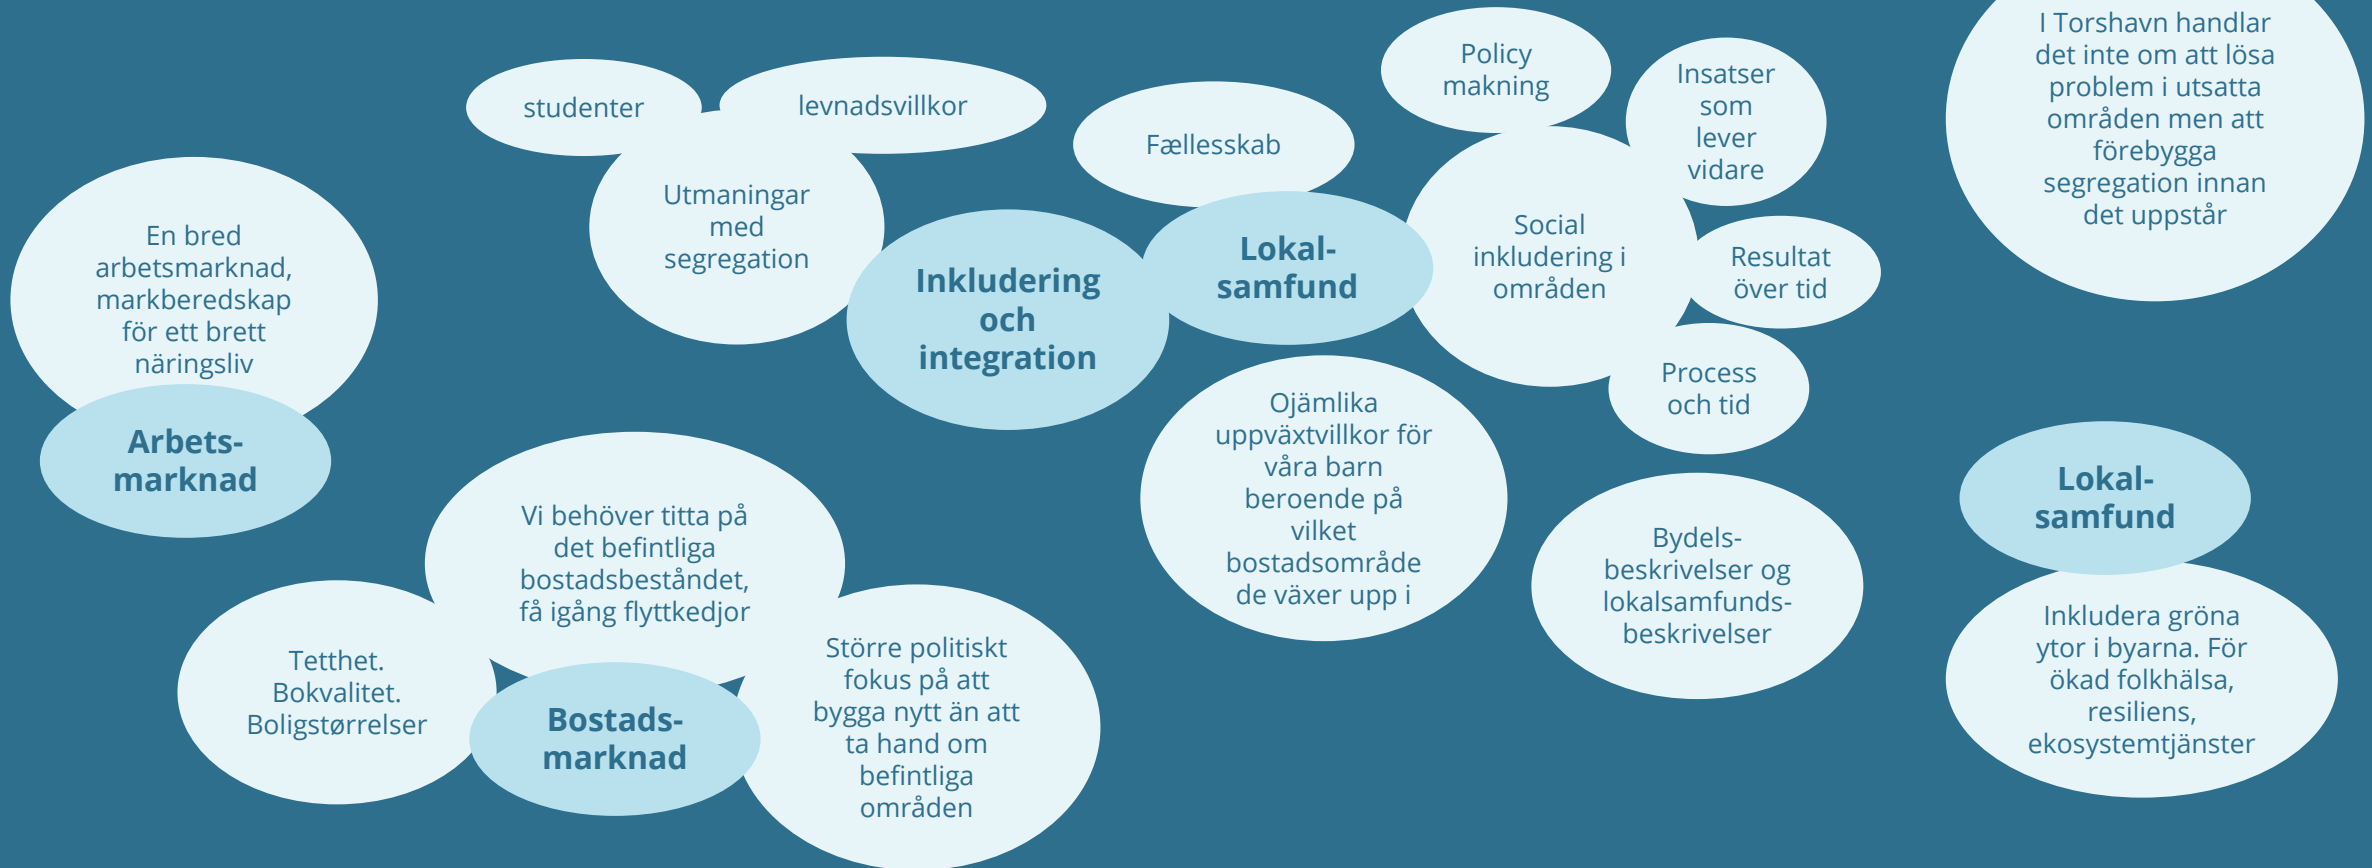 En bred
arbetsmarknad,
markberedskap
för ett brett
näringsliv
Arbets-
marknad
studenter
levnadsvillkor
Utmaningar
med
segregation
Inkludering
och
integration
Fællesskab
Lokal-
samfund
Policy
makning
Insatser
som
lever
vidare
Social
inkludering i
områden
Resultat
över tid
Process
och tid
Ojämlika
uppväxtvillkor för
våra barn
beroende på
vilket
bostadsområde
de växer upp i
Bydels-
beskrivelser og
lokalsamfunds-
beskrivelser
Vi behöver titta på
det befintliga
bostadsbeståndet,
få igång flyttkedjor
Tetthet.
Bokvalitet.
Boligstørrelser
Bostads-
marknad
Större politiskt
fokus på att
bygga nytt än att
ta hand om
befintliga
områden
I Torshavn handlar
det inte om att lösa
problem i utsatta
områden men att
förebygga
segregation innan
det uppstår
Lokal-
samfund
Inkludera gröna
ytor i byarna. För
ökad folkhälsa,
resiliens,
ekosystemtjänster